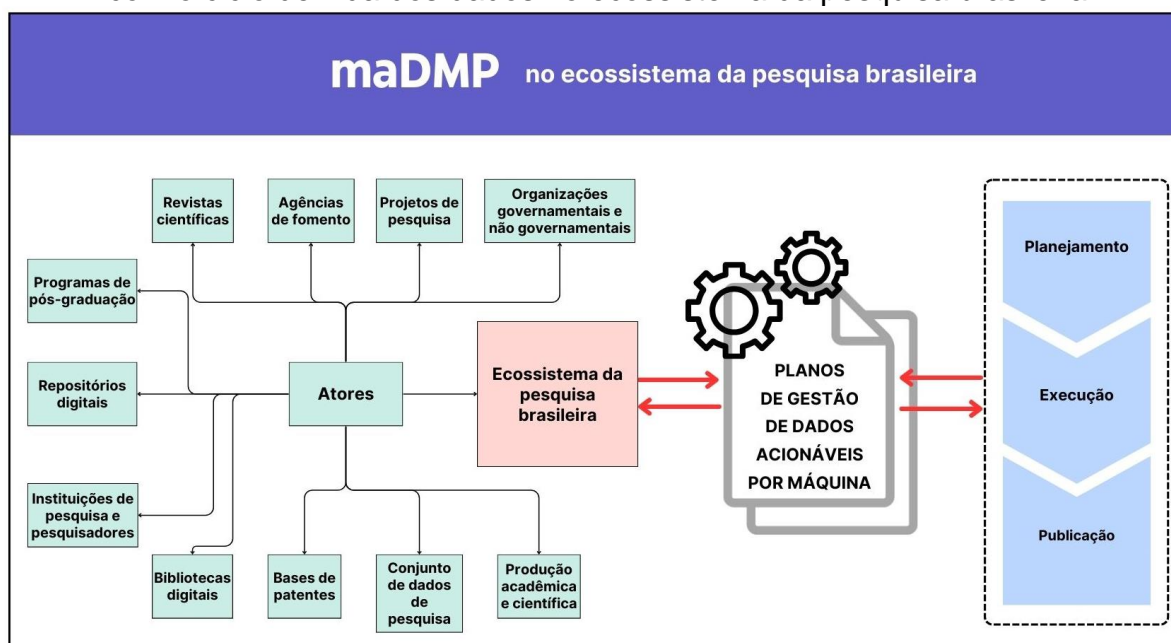 maDMP no ecossistema da pesquisa brasileira
Revistas
científicas
Agências
de fomento
Projetos de
pesquisa
Organizações
governamentais e
não governamentais
Programas de
pós-graduação
Repositórios
digitais
Atores
Ecossistema da
pesquisa
brasileira
Instituições de
pesquisa e
pesquisadores
Bibliotecas
digitais
Bases de
patentes
Conjunto de
dados de
pesquisa
Produção
acadêmica
e científica
PLANOS
DE GESTÃO
DE DADOS
ACIONÁVEIS
POR MÁQUINA
Planejamento
Execução
Publicação